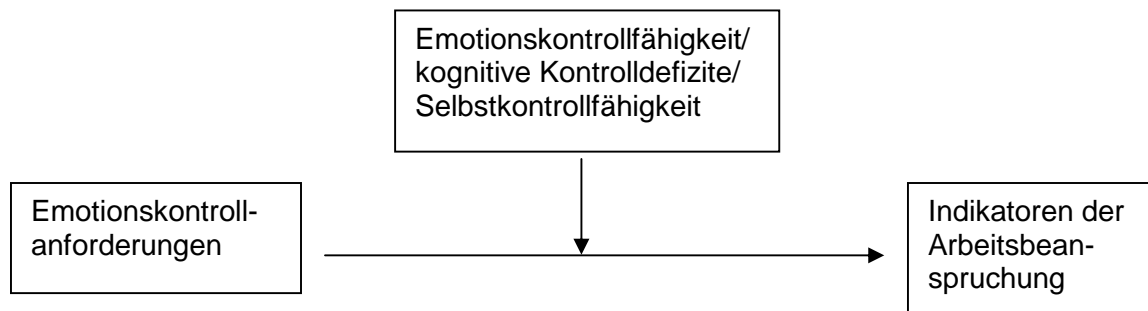 Emotionskontrollfähigkeit/
kognitive Kontrolldefizite/
Selbstkontrollfähigkeit
Emotionskontroll-
anforderungen
Indikatoren der
Arbeitsbean-
spruchung